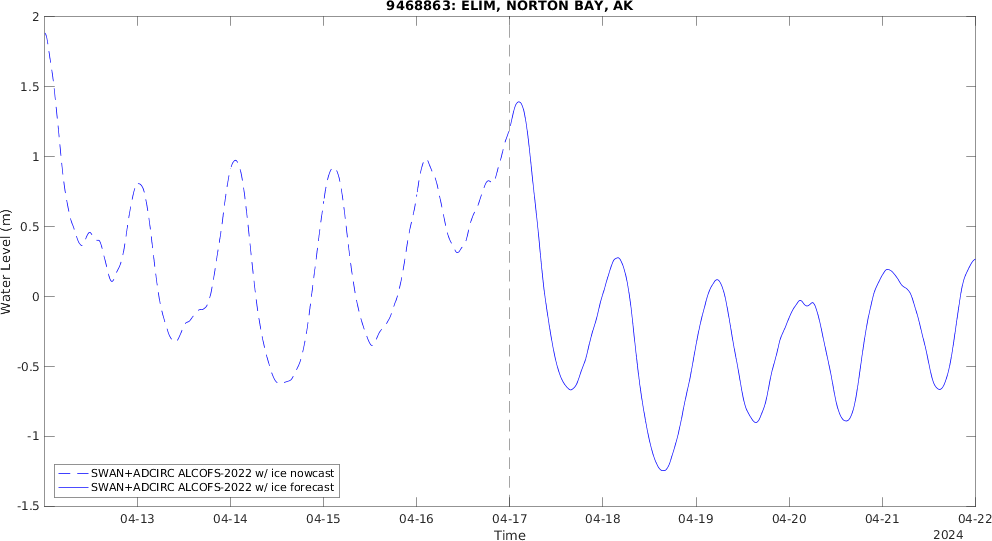 9468863: ELIM, NORTON BAY, AK
Water Level (m)
2
1.5
1
0.5
0
-0.5
-1
-1.5
SWAN+ADCIRC ALCOFS-2022 w/ ice nowcast
SWAN+ADCIRC ALCOFS-2022 w/ ice forecast
04-13 04-14 04-15 04-16 04-17 04-18 04-19 04-20 04-21 04-22
Time
2024